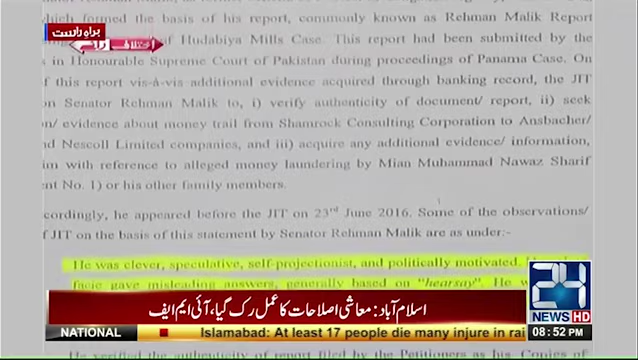 which formed the basis of his report, commonly known as Rehman Malik Report
براہِ راست
of Hudabiya Mills Case. This report had been submitted by the
اختلافِ رائے
s in Honourable Supreme Court of Pakistan during proceedings of Panama Case. On
of this report vis-á-vis additional evidence acquired through banking record, the JIT
on Senator Rehman Malik to, i) verify authenticity of document/ report, ii) seek
on/ evidence about money trail from Shamrock Consulting Corporation to Ansbacher/
nd Nescoll Limited companies, and iii) acquire any additional evidence/ information,
im with reference to alleged money laundering by Mian Muhammad Nawaz Sharif
ent No. 1) or his other family members.
ccordingly, he appeared before the JIT on 23rd June 2016. Some of the observations/
f JIT on the basis of this statement by Senator Rehman Malik are as under:-
He was clever, speculative, self-projectionist, and politically motivated.
facie gave misleading answers, generally based on "hearsay". He w
24
NEWS HD
اسلام آباد: معاشی اصلاحات کا عمل رک گیا، آئی ایم ایف
NATIONAL
Islamabad: At least 17 people die many injure in rai
08:52 PM
He verified the authenticity of report filed by the Petitioners as his Copies of